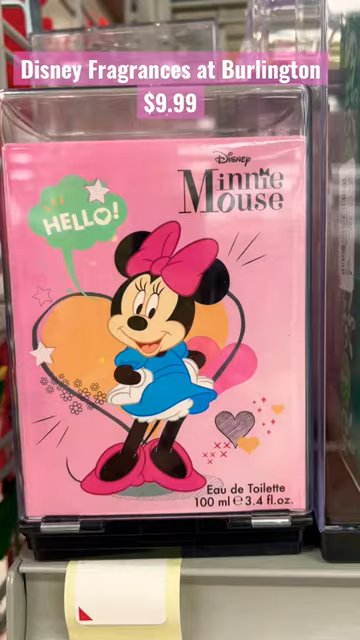 Disney Fragrances at Burlington
$9.99
Disney
Minnie
Mouse
HELLO!
Eau de Toilette
100 ml ℮ 3.4 fl.oz.